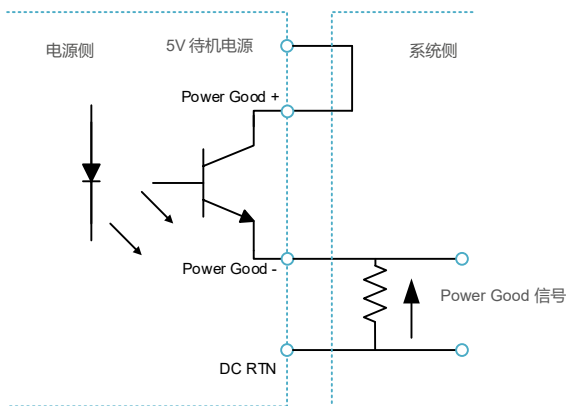 电源侧
5V 待机电源
系统侧
Power Good +
Power Good -
Power Good 信号
DC RTN